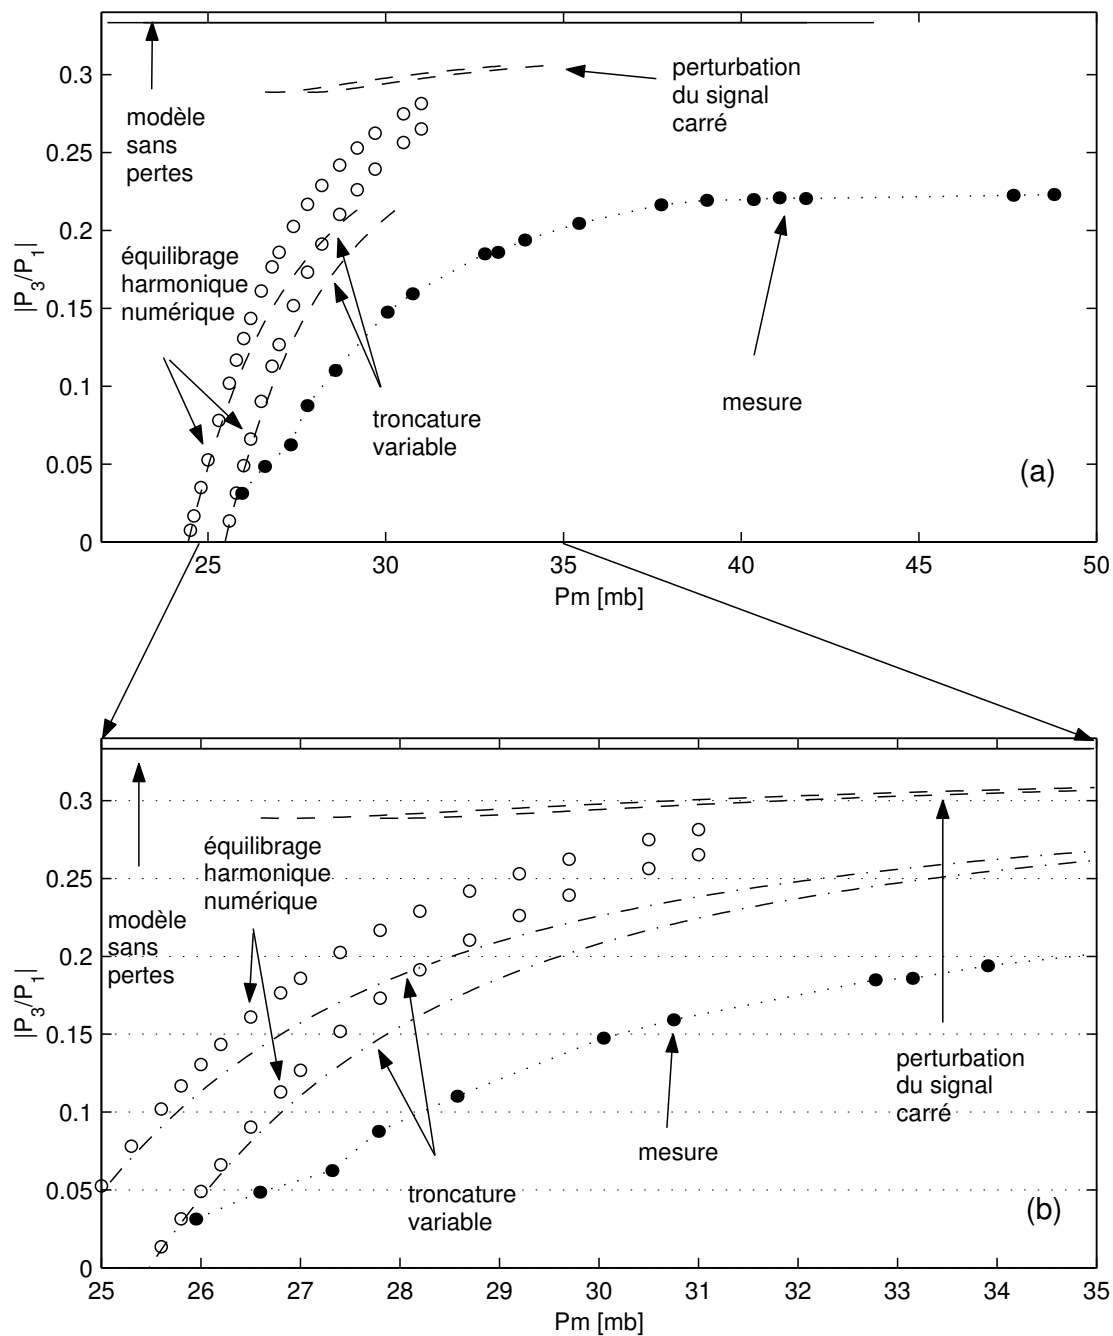 0.3
0.25
0.2
0.15
0.1
0.05
0
|P3/P1|
modèle
sans
pertes
perturbation
du signal
carré
équilibrage
harmonique
numérique
troncature
variable
mesure
(a)
25 30 35 40 45 50
Pm [mb]
0.3
0.25
0.2
0.15
0.1
0.05
0
|P3/P1|
équilibrage
harmonique
numérique
modèle
sans
pertes
perturbation
du signal
carré
mesure
troncature
variable
(b)
25 26 27 28 29 30 31 32 33 34 35
Pm [mb]